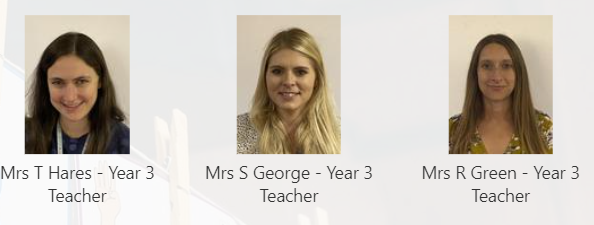 Mrs T Hares - Year 3
Teacher
Mrs S George - Year 3
Teacher
Mrs R Green - Year 3
Teacher